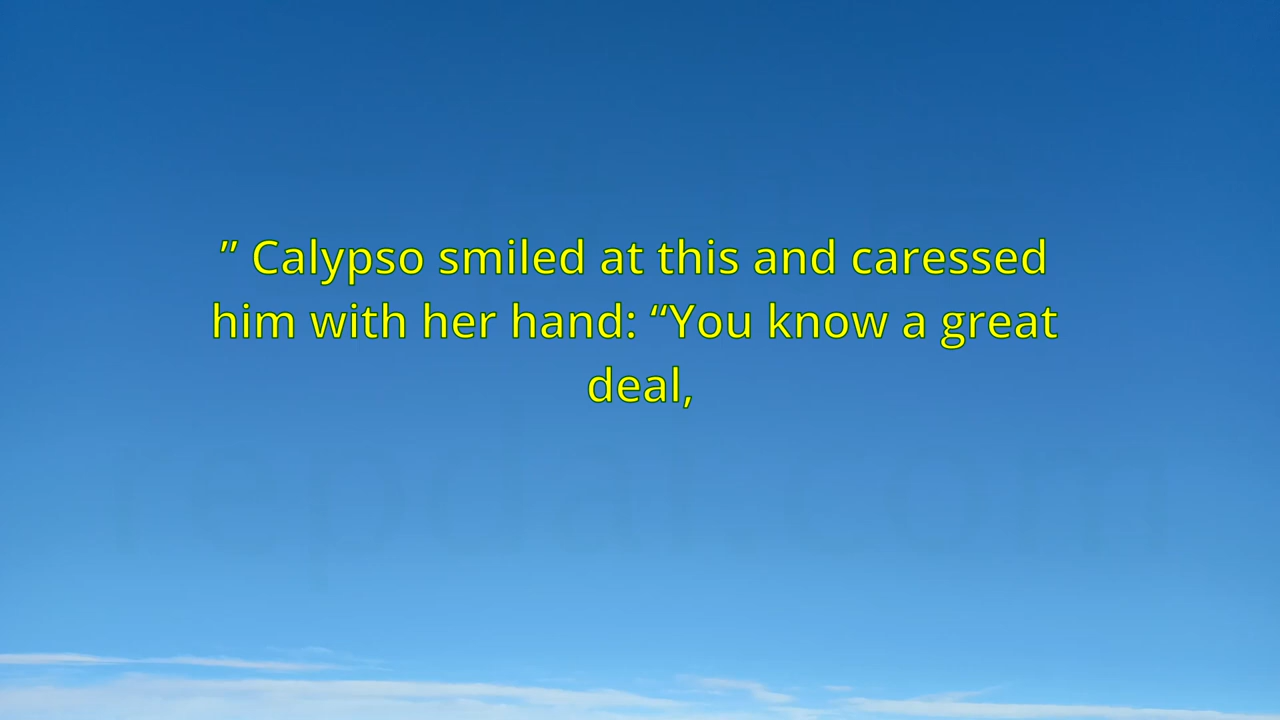 ” Calypso smiled at this and caressed
him with her hand: “You know a great
deal,